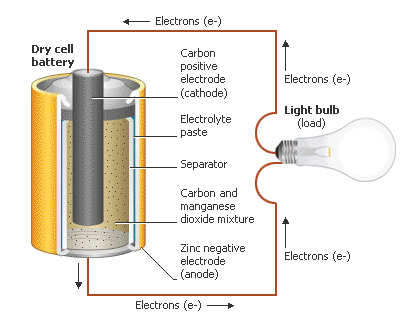 Electrons (e-)
Dry cell
battery
Carbon
positive
electrode
(cathode)
Electrons (e-)
Electrolyte
paste
Light bulb
(load)
Separator
Carbon and
manganese
dioxide mixture
Zinc negative
electrode
(anode)
Electrons (e-)
Electrons (e-)